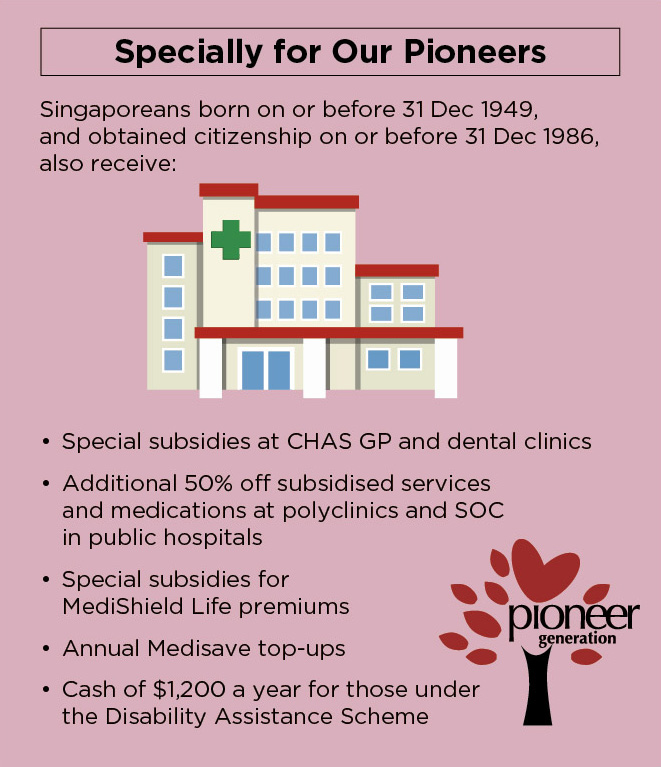 Specially for Our Pioneers
Singaporeans born on or before 31 Dec 1949,
and obtained citizenship on or before 31 Dec 1986,
also receive:
• Special subsidies at CHAS GP and dental clinics
• Additional 50% off subsidised services
and medications at polyclinics and SOC
in public hospitals
• Special subsidies for
MediShield Life premiums
• Annual Medisave top-ups
• Cash of $1,200 a year for those under
the Disability Assistance Scheme
pioneer
generation